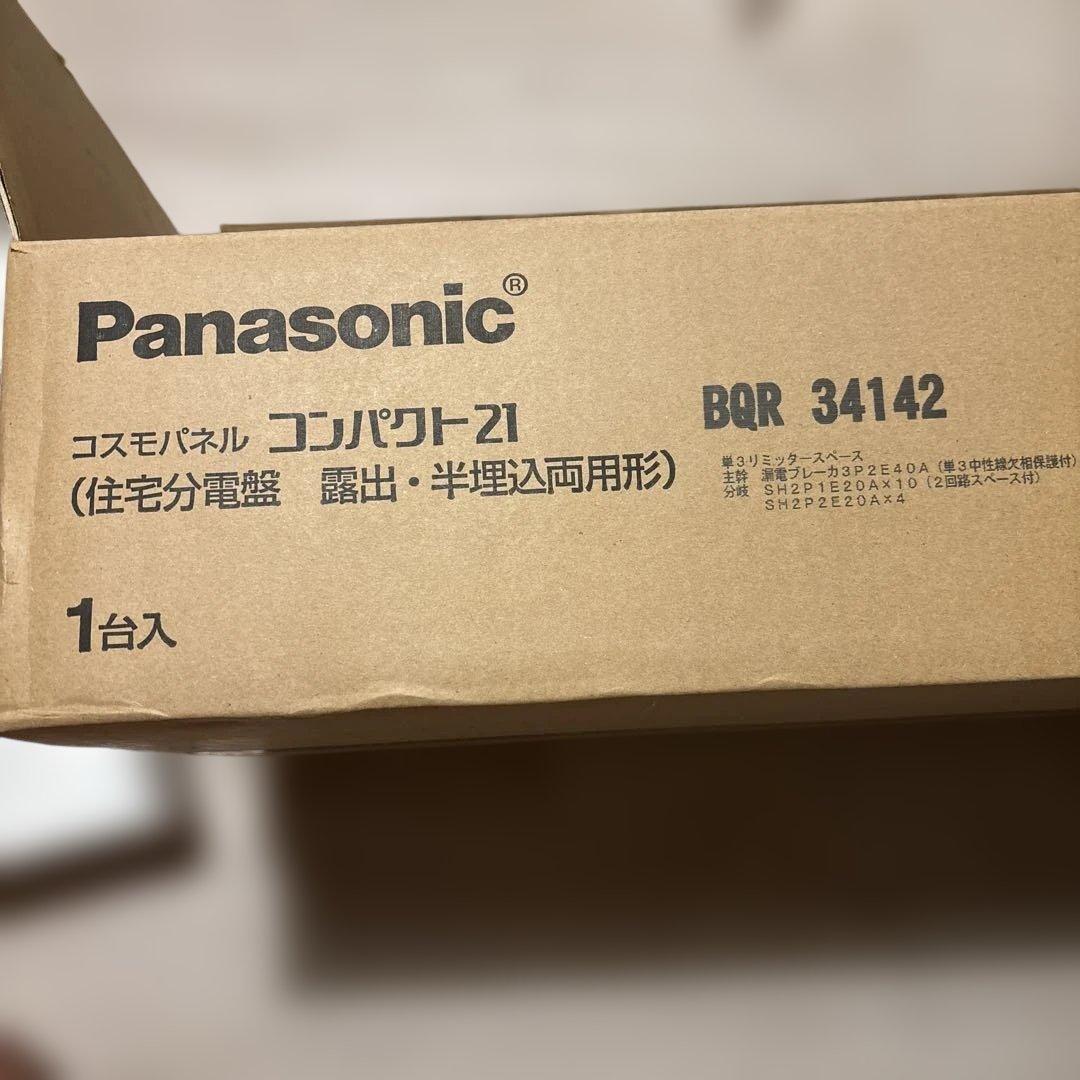 Panasonic®
コスモパネル コンパクト21
(住宅分電盤 露出・半埋込両用形)
1台入
BQR 34142
単3リミッタースペース
主幹 漏電ブレーカ3P2E40A(単3中性線欠相保護付)
分岐 SH2P1E20A×10(2回路スペース付)
SH2P2E20A×4